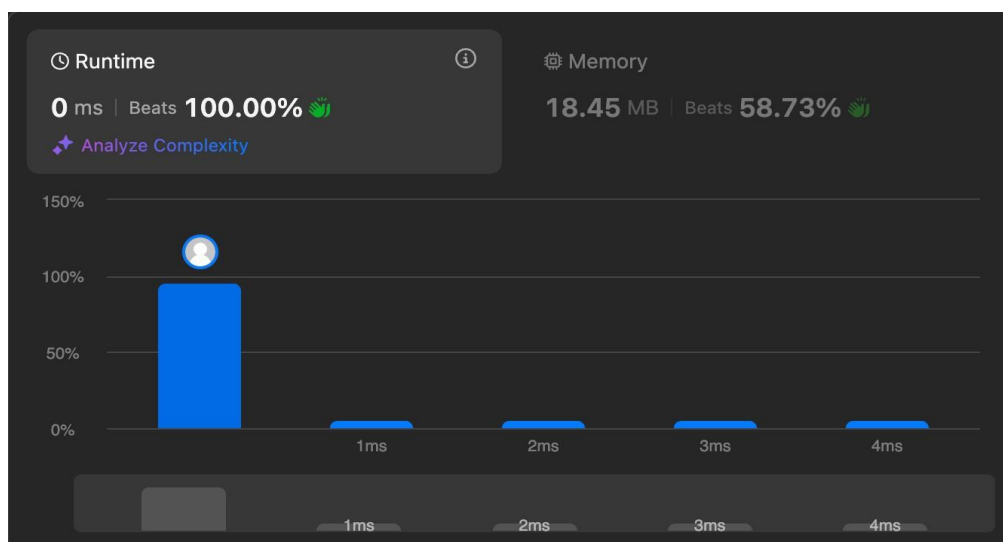 Runtime
0 ms | Beats 100.00%
Analyze Complexity
Memory
18.45 MB | Beats 58.73%
150%
100%
50%
0%
1ms 2ms 3ms 4ms
1ms 2ms 3ms 4ms